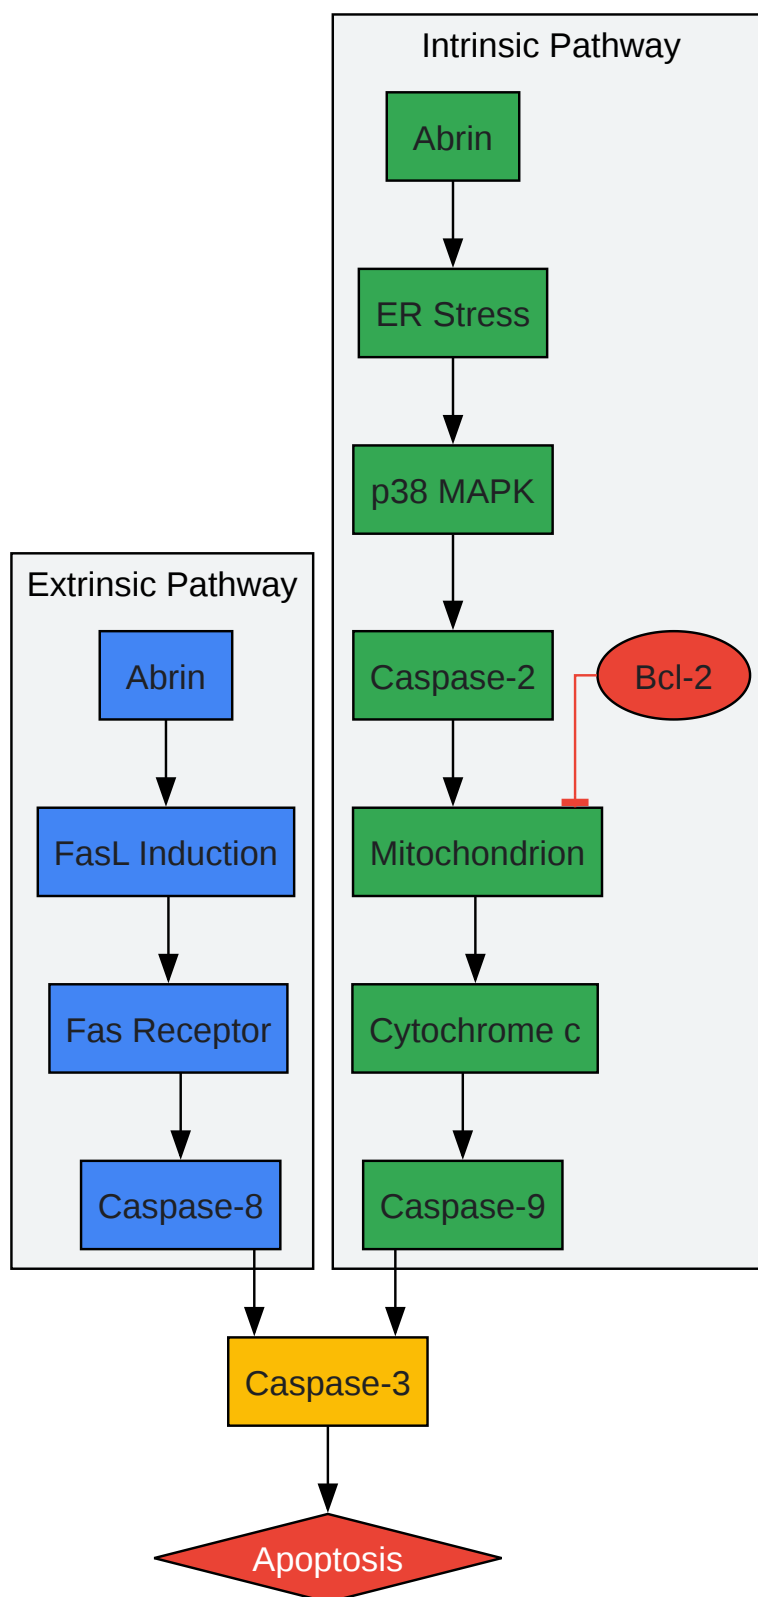 Intrinsic Pathway
Abrin
ER Stress
p38 MAPK
Extrinsic Pathway
Abrin
Caspase-2
Bcl-2
FasL Induction
Mitochondrion
Fas Receptor
Cytochrome c
Caspase-8
Caspase-9
Caspase-3
Apoptosis